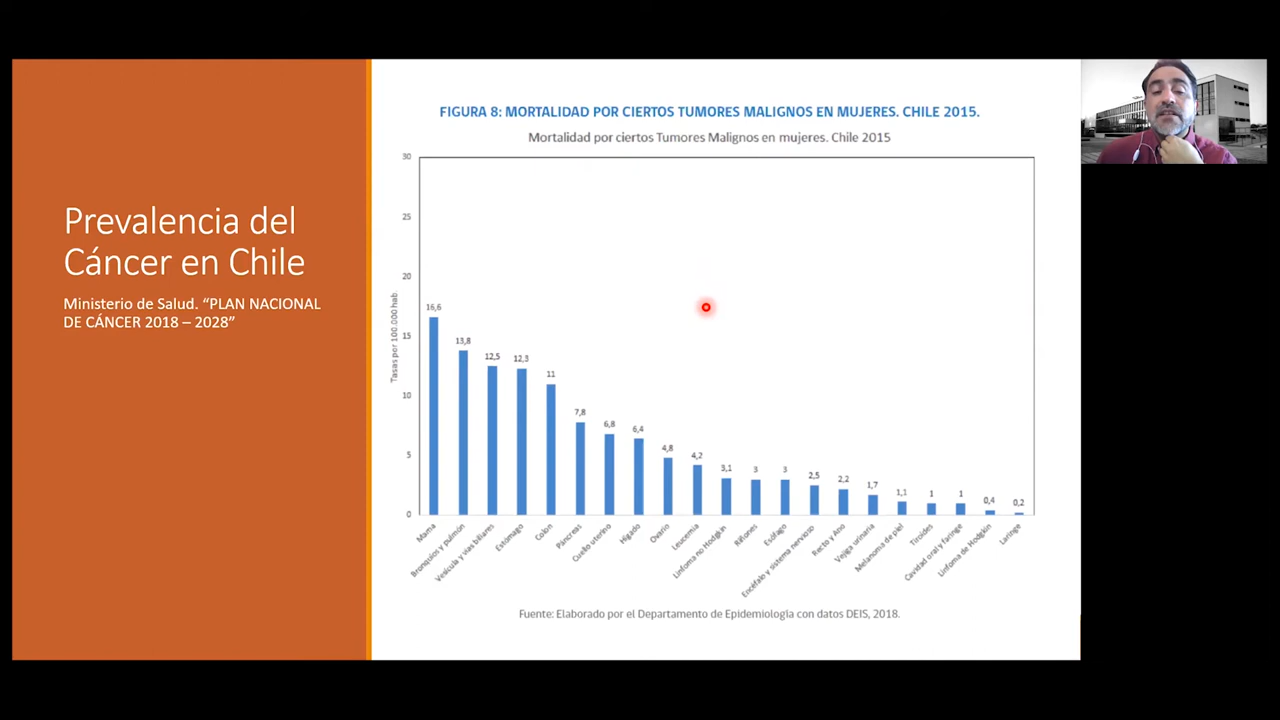 Prevalencia del
Cáncer en Chile
Ministerio de Salud. “PLAN NACIONAL
DE CÁNCER 2018 – 2028”
FIGURA 8: MORTALIDAD POR CIERTOS TUMORES MALIGNOS EN MUJERES. CHILE 2015.
Mortalidad por ciertos Tumores Malignos en mujeres. Chile 2015
Tasas por 100.000 hab.
30
25
20
15
10
5
0
16,6
13,8
12,5
12,3
11
7,8
6,8
6,4
4,8
4,2
3,1
3
3
2,5
2,2
1,7
1,1
1
1
0,4
0,2
Mama
Bronquios y pulmón
Vesícula y vías biliares
Estómago
Colon
Páncreas
Cuello uterino
Hígado
Ovario
Leucemia
Linfoma no Hodgkin
Riñones
Esófago
Encéfalo y sistema nervioso
Recto y Ano
Vejiga urinaria
Melanoma de piel
Tiroides
Cavidad oral y faringe
Linfoma de Hodgkin
Laringe
Fuente: Elaborado por el Departamento de Epidemiología con datos DEIS, 2018.